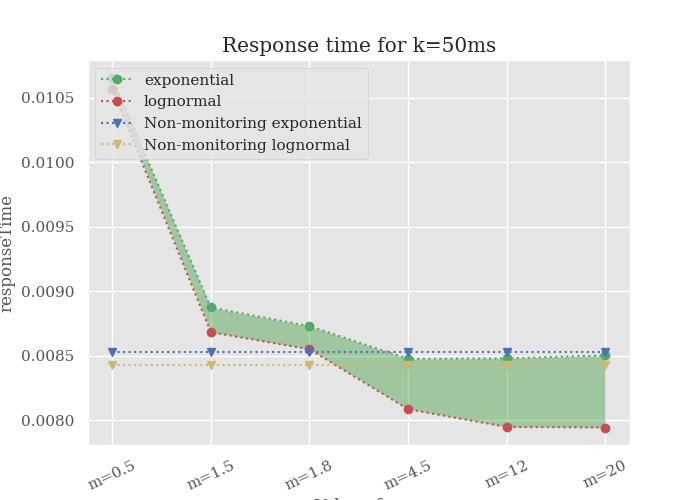 Response time for k=50ms
exponential
lognormal
Non-monitoring exponential
Non-monitoring lognormal
responseTime
0.0105
0.0100
0.0095
0.0090
0.0085
0.0080
m=0.5
m=1.5
m=1.8
m=4.5
m=12
m=20